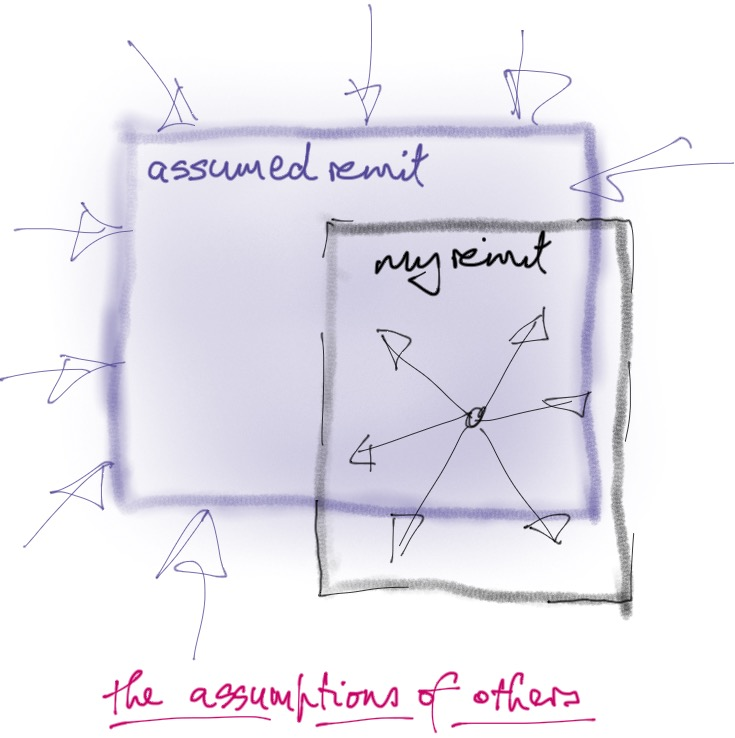 assumed remit
my remit
the assumptions of others